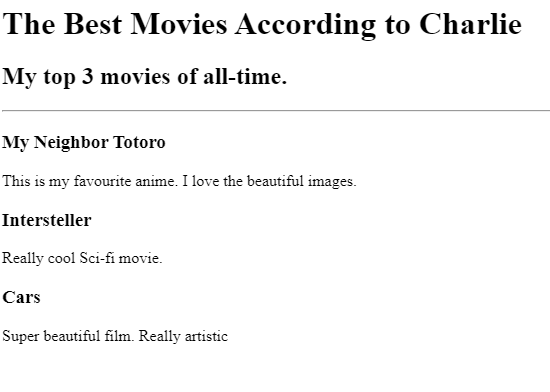 The Best Movies According to Charlie
My top 3 movies of all-time.
My Neighbor Totoro
This is my favourite anime. I love the beautiful images.
Intersteller
Really cool Sci-fi movie.
Cars
Super beautiful film. Really artistic